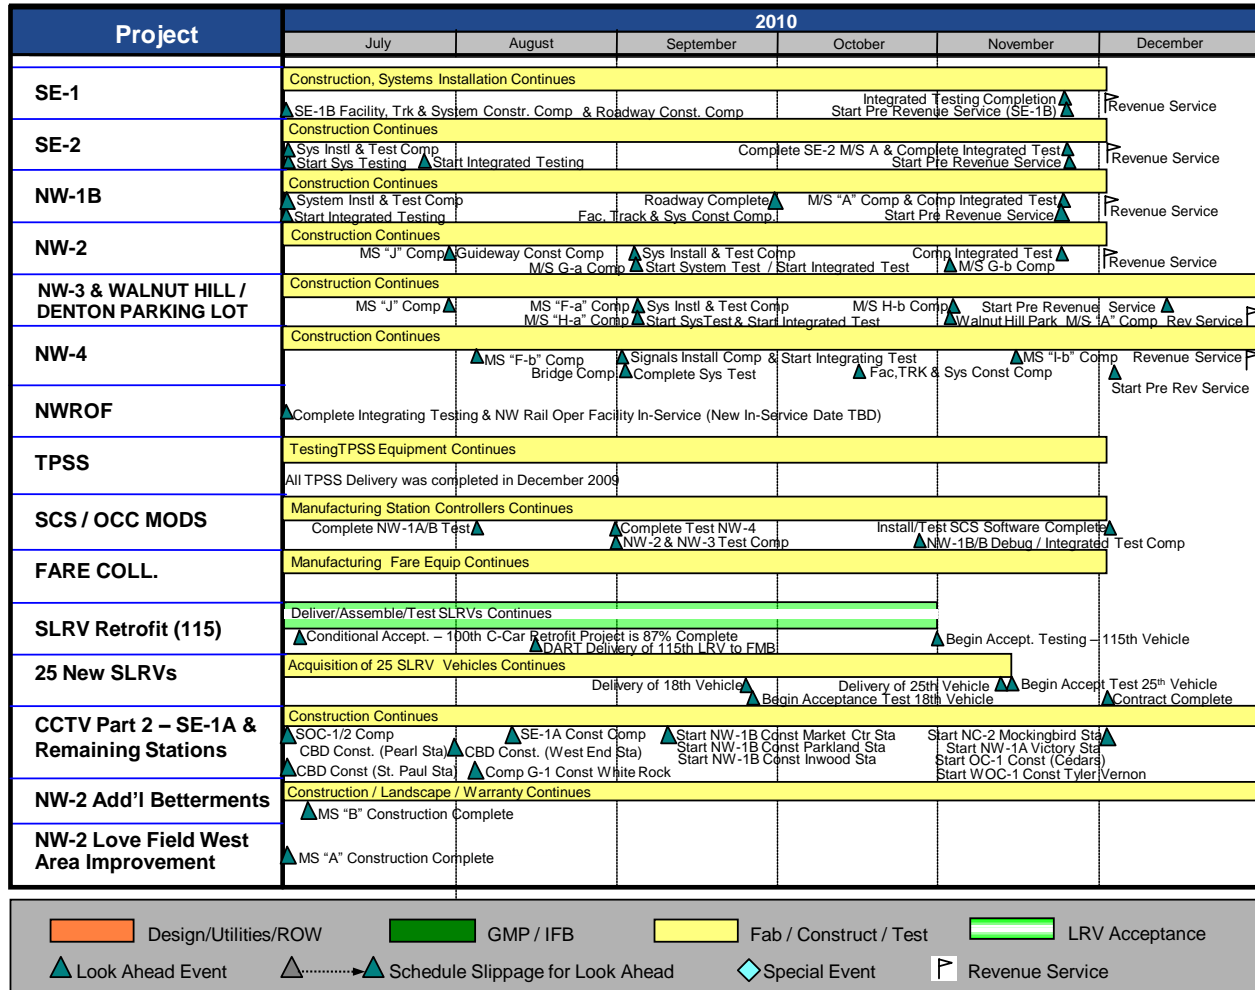 Project
2010
July August September October November December
SE-1
Construction, Systems Installation Continues
Integrated Testing Completion
SE-1B Facility, Trk & System Constr. Comp & Roadway Const. Comp
Start Pre Revenue Service (SE-1B)
Revenue Service
SE-2
Construction Continues
Sys Instl & Test Comp
Complete SE-2 M/S A & Complete Integrated Test
Start Sys Testing
Start Integrated Testing
Start Pre Revenue Service
Revenue Service
NW-1B
Construction Continues
System Instl & Test Comp
Roadway Complete
M/S "A" Comp & Comp Integrated Test
Start Integrated Testing
Fac, Track & Sys Const Comp.
Start Pre Revenue Service
Revenue Service
NW-2
Construction Continues
MS "J" Comp
Guideway Const Comp
Sys Install & Test Comp
Comp Integrated Test
M/S G-a Comp
Start System Test / Start Integrated Test
M/S G-b Comp
Revenue Service
NW-3 & WALNUT HILL /
DENTON PARKING LOT
Construction Continues
MS "J" Comp
MS "F-a" Comp
Sys Instl & Test Comp
M/S H-b Comp
Start Pre Revenue Service
M/S "H-a" Comp
Start SysTest & Start Integrated Test
Walnut Hill Park M/S "A" Comp
Rev Service
NW-4
Construction Continues
MS "F-b" Comp
Signals Install Comp & Start Integrating Test
MS "I-b" Comp
Revenue Service
Bridge Comp
Complete Sys Test
Fac,TRK & Sys Const Comp
Start Pre Rev Service
NWROF
Complete Integrating Testing & NW Rail Oper Facility In-Service (New In-Service Date TBD)
TPSS
TestingTPSS Equipment Continues
All TPSS Delivery was completed in December 2009
SCS / OCC MODS
Manufacturing Station Controllers Continues
Complete NW-1A/B Test
Complete Test NW-4
Install/Test SCS Software Complete
NW-2 & NW-3 Test Comp
NW-1B/B Debug / Integrated Test Comp
FARE COLL.
Manufacturing Fare Equip Continues
SLRV Retrofit (115)
Deliver/Assemble/Test SLRVs Continues
Conditional Accept. – 100th C-Car Retrofit Project is 87% Complete
Begin Accept. Testing – 115th Vehicle
DART Delivery of 115th LRV to FMB
25 New SLRVs
Acquisition of 25 SLRV Vehicles Continues
Delivery of 18th Vehicle
Delivery of 25th Vehicle
Begin Accept Test 25th Vehicle
Begin Acceptance Test 18th Vehicle
Contract Complete
CCTV Part 2 – SE-1A &
Remaining Stations
Construction Continues
SOC-1/2 Comp
SE-1A Const Comp
Start NW-1B Const Market Ctr Sta
Start NC-2 Mockingbird Sta
CBD Const. (Pearl Sta)
CBD Const. (West End Sta)
Start NW-1B Const Parkland Sta
Start NW-1A Victory Sta
Start NW-1B Const Inwood Sta
Start OC-1 Const (Cedars)
CBD Const (St. Paul Sta)
Comp G-1 Const White Rock
Start WOC-1 Const Tyler Vernon
NW-2 Add'l Betterments
Construction / Landscape / Warranty Continues
MS "B" Construction Complete
NW-2 Love Field West
Area Improvement
MS "A" Construction Complete
Design/Utilities/ROW
GMP / IFB
Fab / Construct / Test
LRV Acceptance
Look Ahead Event
Schedule Slippage for Look Ahead
Special Event
Revenue Service